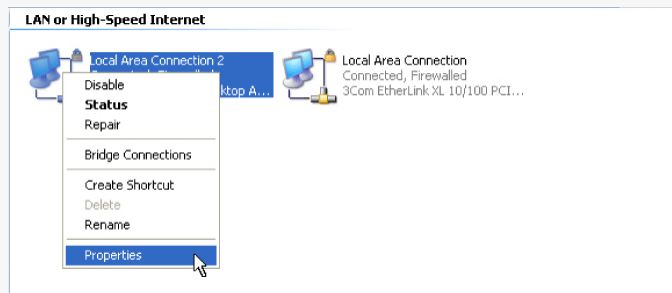 LAN or High-Speed Internet
Local Area Connection 2
ktop A...
Local Area Connection
Connected, Firewalled
3Com EtherLink XL 10/100 PCI...
Disable
Status
Repair
Bridge Connections
Create Shortcut
Delete
Rename
Properties